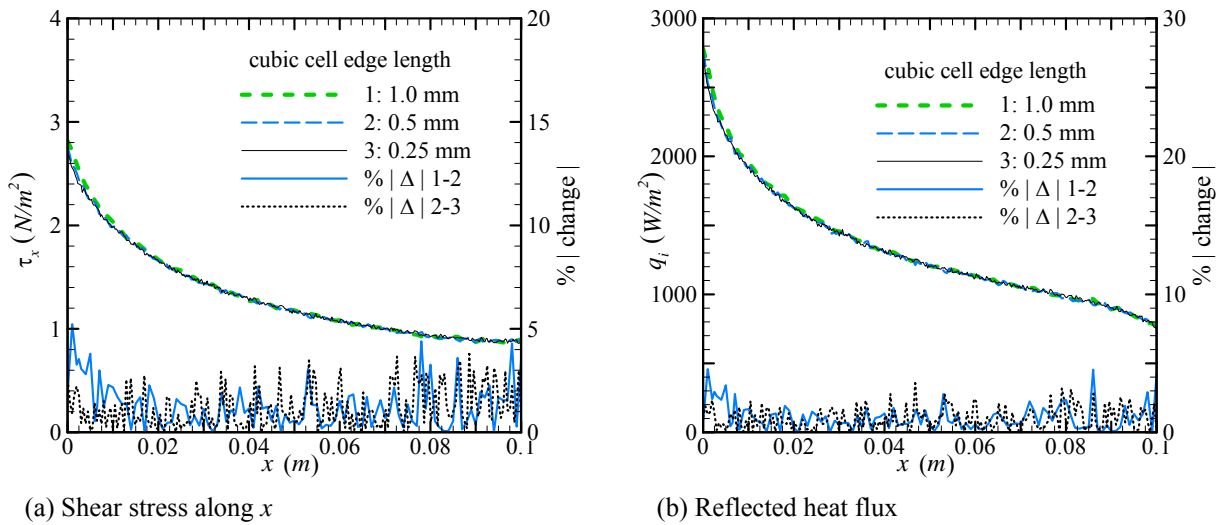 4
3
2
1
0
τx (N/m²)
20
15
10
5
0
% | change |
cubic cell edge length
1: 1.0 mm
2: 0.5 mm
3: 0.25 mm
% | Δ | 1-2
% | Δ | 2-3
0 0.02 0.04 0.06 0.08 0.1
x (m)
(a) Shear stress along x
3000
2000
1000
0
qi (W/m²)
30
20
10
0
% | change |
cubic cell edge length
1: 1.0 mm
2: 0.5 mm
3: 0.25 mm
% | Δ | 1-2
% | Δ | 2-3
0 0.02 0.04 0.06 0.08 0.1
x (m)
(b) Reflected heat flux